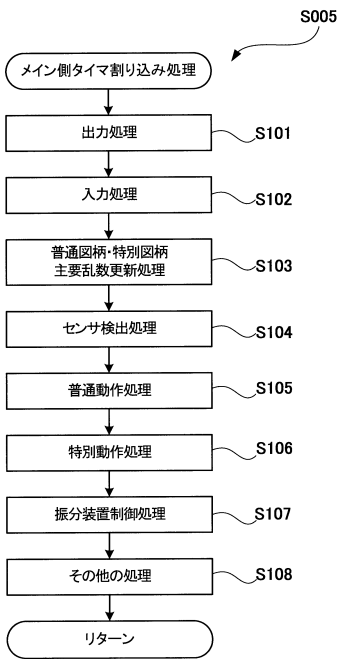 S005
メイン側タイマ割り込み処理
出力処理
S101
入力処理
S102
普通図柄・特別図柄
主要乱数更新処理
S103
センサ検出処理
S104
普通動作処理
S105
特別動作処理
S106
振分装置制御処理
S107
その他の処理
S108
リターン